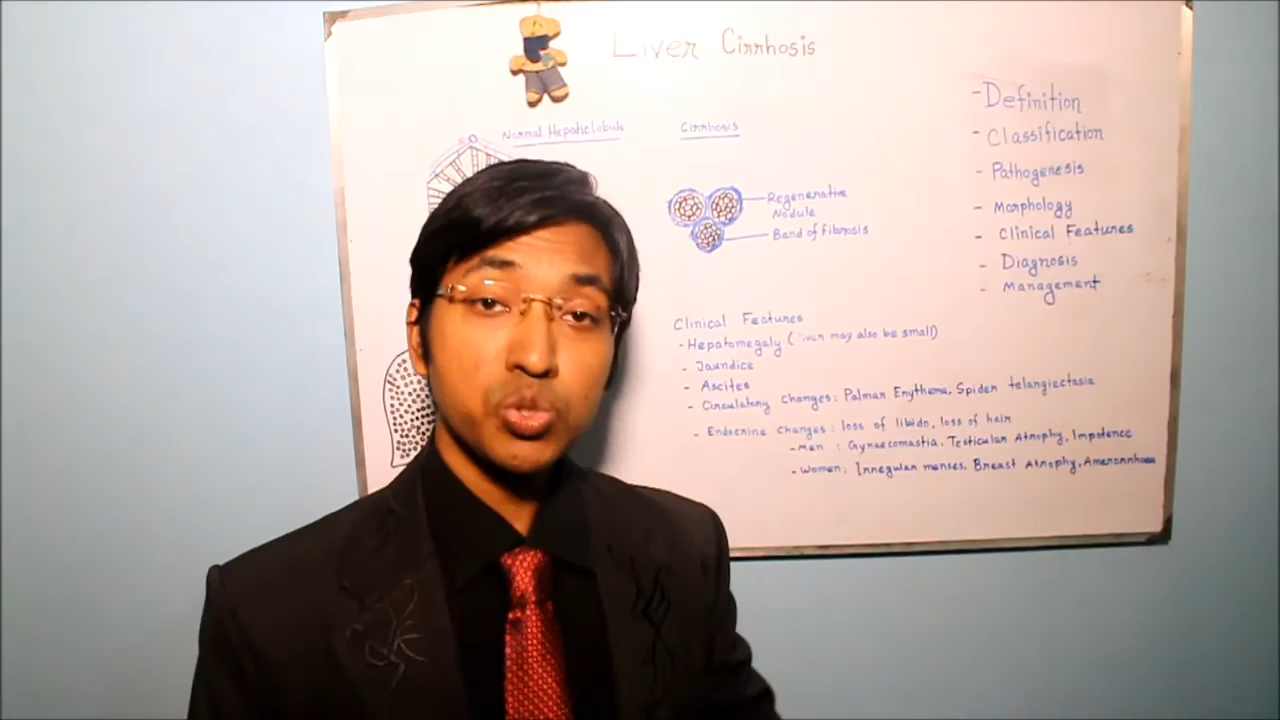 Liver Cirrhosis
Normal Hepatic lobule
Cirrhosis
Regenerative
Nodule
Band of fibrosis
- Definition
- Classification
- Pathogenesis
- Morphology
- Clinical Features
- Diagnosis
- Management
Clinical Features
- Hepatomegaly (liver may also be small)
- Jaundice
- Ascites
- Circulatory changes: Palmar Erythema, Spider telangiectasia
- Endocrine changes: loss of libido, loss of hair
- Men : Gynaecomastia, Testicular Atrophy, Impotence
- Women: Irregular menses, Breast Atrophy, Amenorrhoea